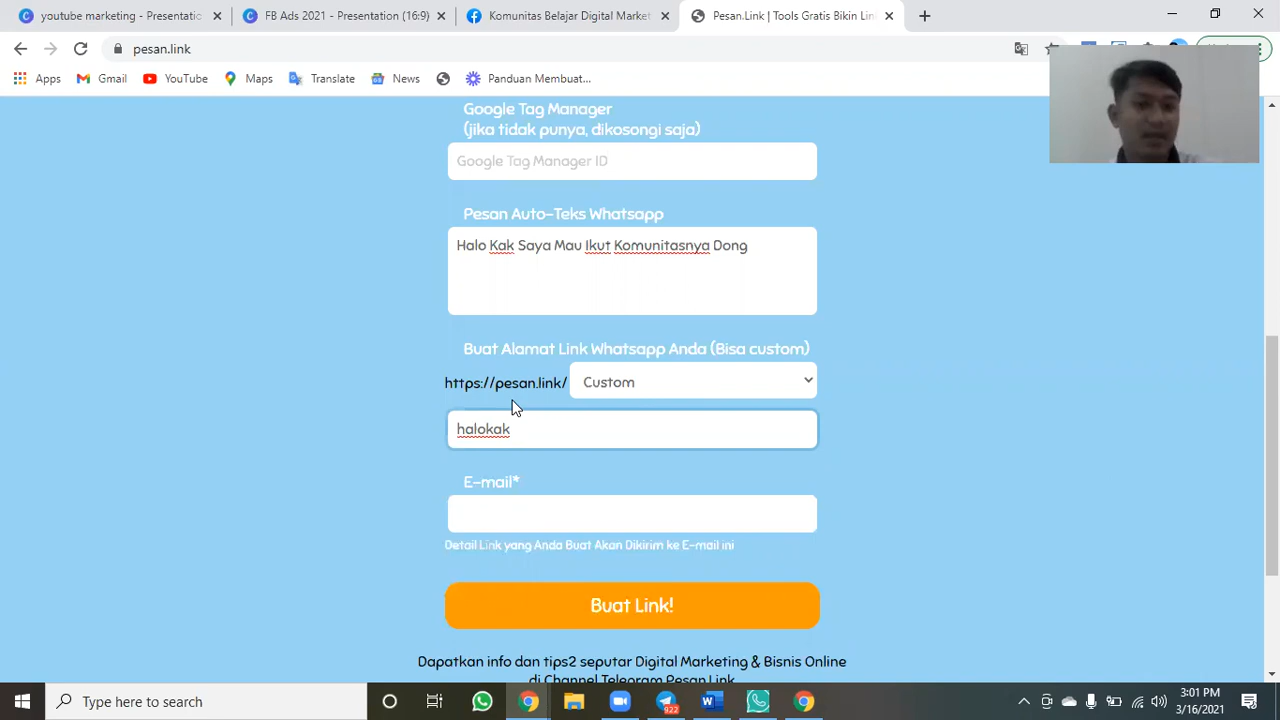 youtube marketing - Presentatic
FB Ads 2021 - Presentation (16:9)
Komunitas Belajar Digital Market
Pesan.Link | Tools Gratis Bikin Lin
pesan.link
Apps
Gmail
YouTube
Maps
Translate
News
Panduan Membuat...
Google Tag Manager
(jika tidak punya, dikosongi saja)
Google Tag Manager ID
Pesan Auto-Teks Whatsapp
Halo Kak Saya Mau Ikut Komunitasnya Dong
Buat Alamat Link Whatsapp Anda (Bisa custom)
https://pesan.link/
Custom
halokak
E-mail*
Detail Link yang Anda Buat Akan Dikirim ke E-mail ini
Buat Link!
Dapatkan info dan tips2 seputar Digital Marketing & Bisnis Online
di Channel Telegram Pesan Link
Type here to search
922
3:01 PM
3/16/2021